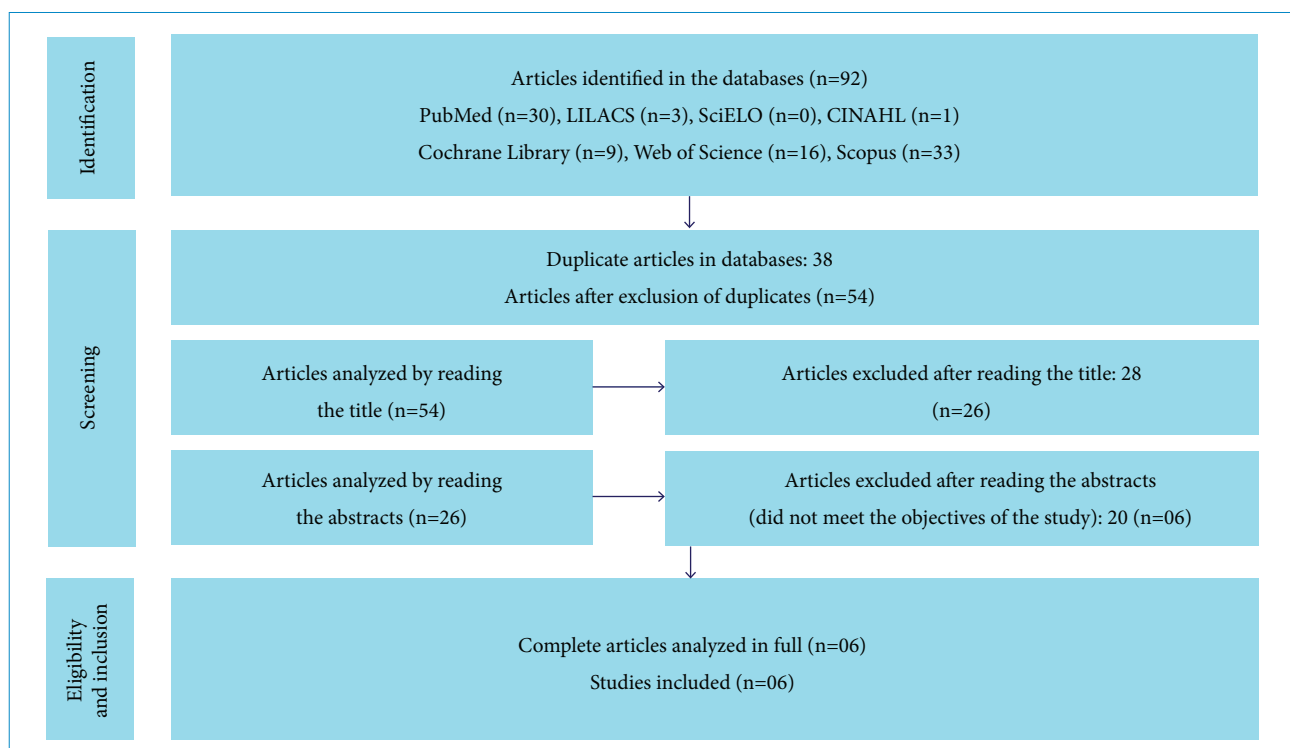 Identification
Articles identified in the databases (n=92)
PubMed (n=30), LILACS (n=3), SciELO (n=0), CINAHL (n=1)
Cochrane Library (n=9), Web of Science (n=16), Scopus (n=33)
Screening
Duplicate articles in databases: 38
Articles after exclusion of duplicates (n=54)
Articles analyzed by reading
the title (n=54)
Articles excluded after reading the title: 28
(n=26)
Articles analyzed by reading
the abstracts (n=26)
Articles excluded after reading the abstracts
(did not meet the objectives of the study): 20 (n=06)
Eligibility
and inclusion
Complete articles analyzed in full (n=06)
Studies included (n=06)